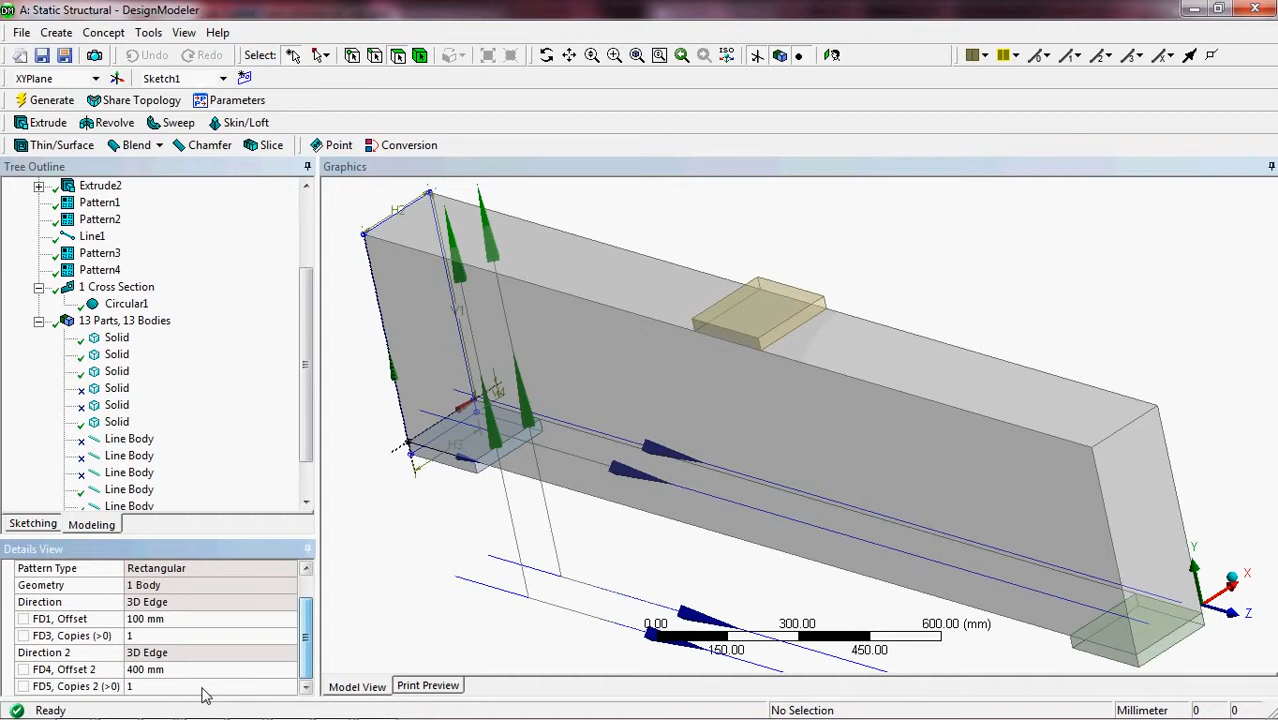 DM A: Static Structural - DesignModeler
File Create Concept Tools View Help
Undo Redo Select:
XYPlane Sketch1
Generate Share Topology Parameters
Extrude Revolve Sweep Skin/Loft
Thin/Surface Blend Chamfer Slice Point Conversion
Tree Outline
Extrude2
Pattern1
Pattern2
Line1
Pattern3
Pattern4
1 Cross Section
Circular1
13 Parts, 13 Bodies
Solid
Solid
Solid
Solid
Solid
Solid
Line Body
Line Body
Line Body
Line Body
Line Body
Sketching Modeling
Details View
Pattern Type Rectangular
Geometry 1 Body
Direction 3D Edge
FD1, Offset 100 mm
FD3, Copies (>0) 1
Direction 2 3D Edge
FD4, Offset 2 400 mm
FD5, Copies 2 (>0) 1
Graphics
H2
V1
H3
Y
X
Z
0.00 300.00 600.00 (mm)
150.00 450.00
Model View Print Preview
Ready No Selection Millimeter 0 0